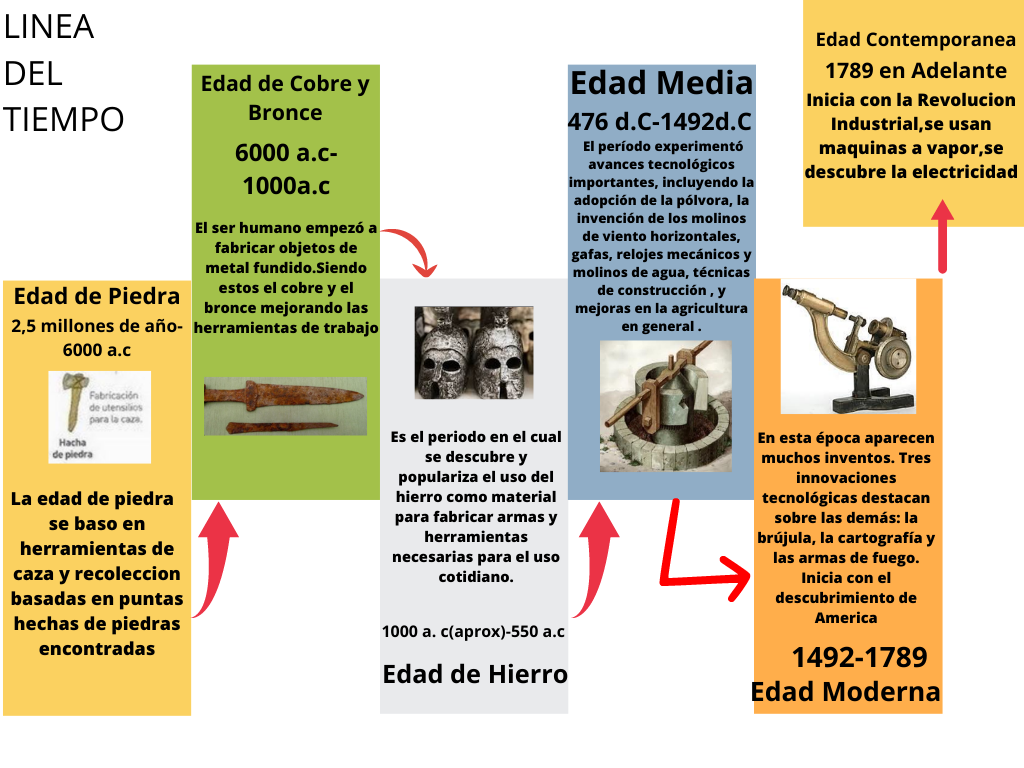 LINEA
DEL
TIEMPO
Edad de Piedra
2,5 millones de año-
6000 a.c
Fabricación
de utensilios
para la caza.
Hacha
de piedra
La edad de piedra
se baso en
herramientas de
caza y recoleccion
basadas en puntas
hechas de piedras
encontradas
Edad de Cobre y
Bronce
6000 a.c-
1000a.c
El ser humano empezó a
fabricar objetos de
metal fundido.Siendo
estos el cobre y el
bronce mejorando las
herramientas de trabajo
Es el periodo en el cual
se descubre y
populariza el uso del
hierro como material
para fabricar armas y
herramientas
necesarias para el uso
cotidiano.
1000 a. c(aprox)-550 a.c
Edad de Hierro
Edad Media
476 d.C-1492d.C
El período experimentó
avances tecnológicos
importantes, incluyendo la
adopción de la pólvora, la
invención de los molinos
de viento horizontales,
gafas, relojes mecánicos y
molinos de agua, técnicas
de construcción , y
mejoras en la agricultura
en general .
En esta época aparecen
muchos inventos. Tres
innovaciones
tecnológicas destacan
sobre las demás: la
brújula, la cartografía y
las armas de fuego.
Inicia con el
descubrimiento de
America
1492-1789
Edad Moderna
Edad Contemporanea
1789 en Adelante
Inicia con la Revolucion
Industrial,se usan
maquinas a vapor,se
descubre la electricidad